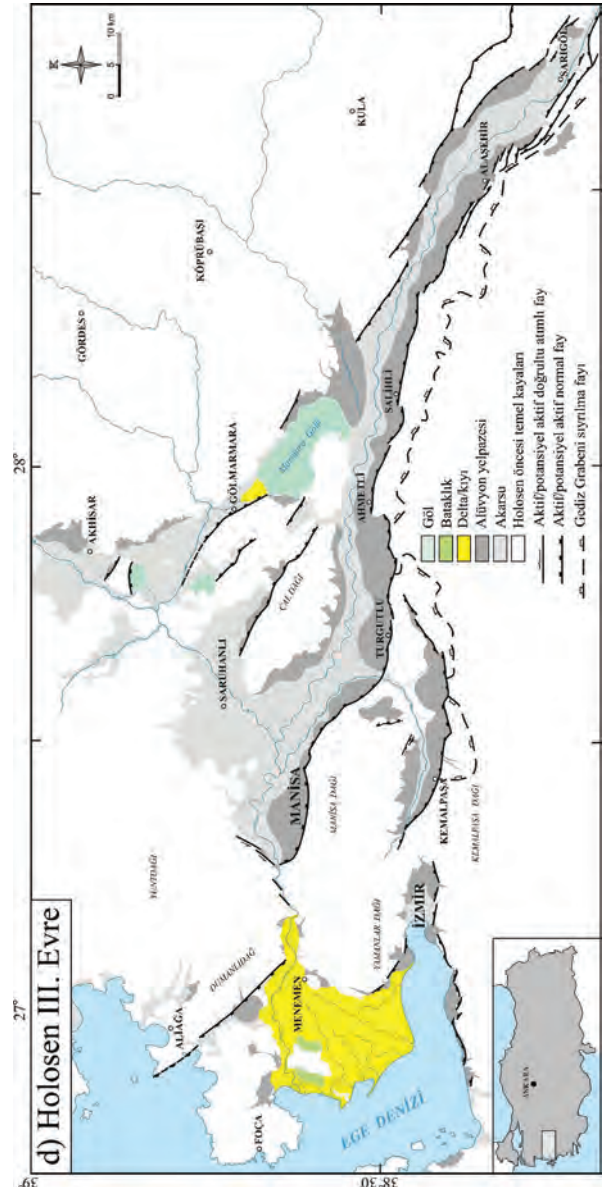 d) Holosen III. Evre
27°
28°
38.30
10 km
5
0
ALİAĞA
FOÇA
DUMANLIDAĞ
YUNTDAĞI
MENEMEN
YAMANLAR DAĞI
EGE DENİZİ
İZMİR
MANİSA
MANİSA DAĞI
KEMALPAŞA
KEMALPAŞA DAĞI
SARUHANLI
AKHİSAR
ÇAL DAĞI
TURGUTLU
GÖLMARMARA
Marmara Gölü
AHMETLİ
SALİHLİ
GÖRDES
KÖPRÜBAŞI
KULA
ALAŞEHİR
SARIGÖL
Göl
Bataklık
Delta/kıyı
Alüvyon yelpazesi
Akarsu
Holosen öncesi temel kayaları
Aktif/potansiyel aktif doğrultu atımlı fay
Aktif/potansiyel aktif normal fay
Gediz Grabeni sıyrılma fayı
ANKARA